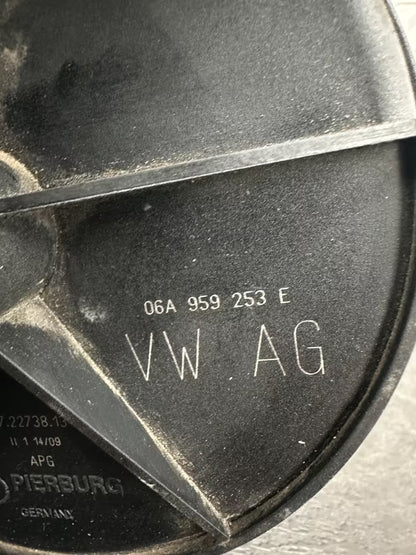 06A 959 253 E
VW AG
7.22738.13
II 1 14/09
APG
PIERBURG
GERMANY